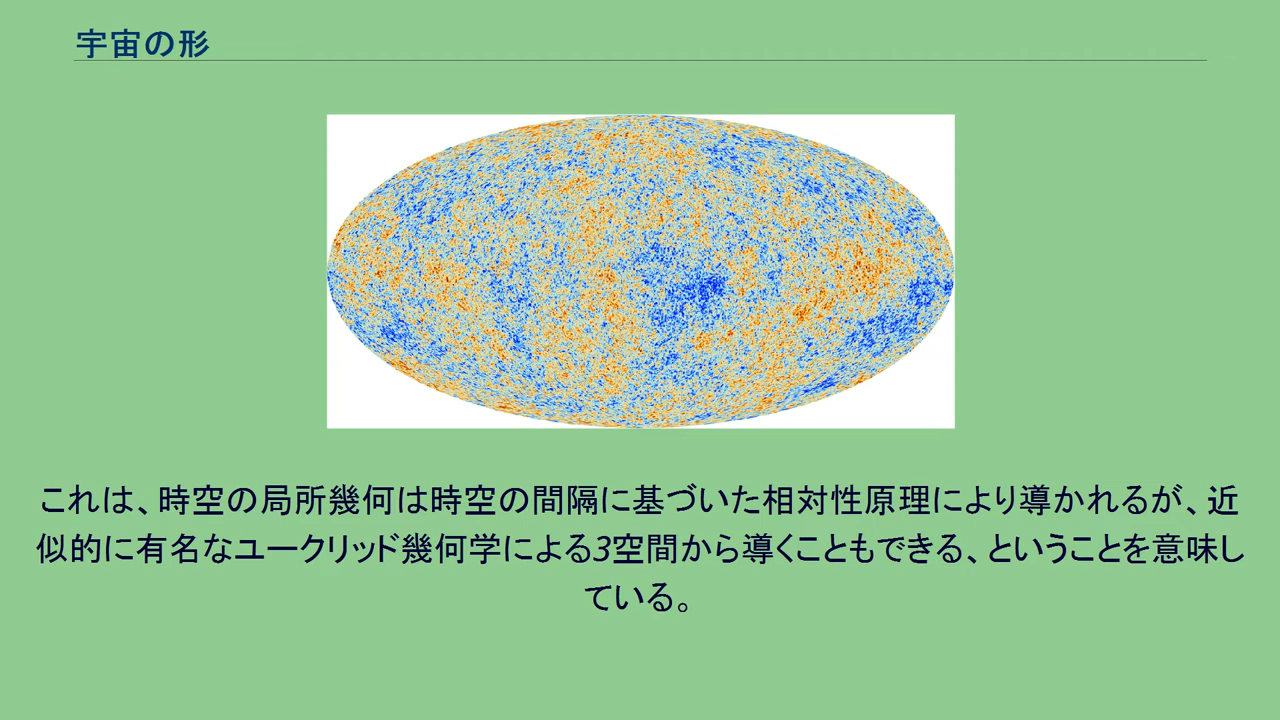 宇宙の形
これは、時空の局所幾何は時空の間隔に基づいた相対性原理により導かれるが、近
似的に有名なユークリッド幾何学による3空間から導くこともできる、ということを意味し
ている。